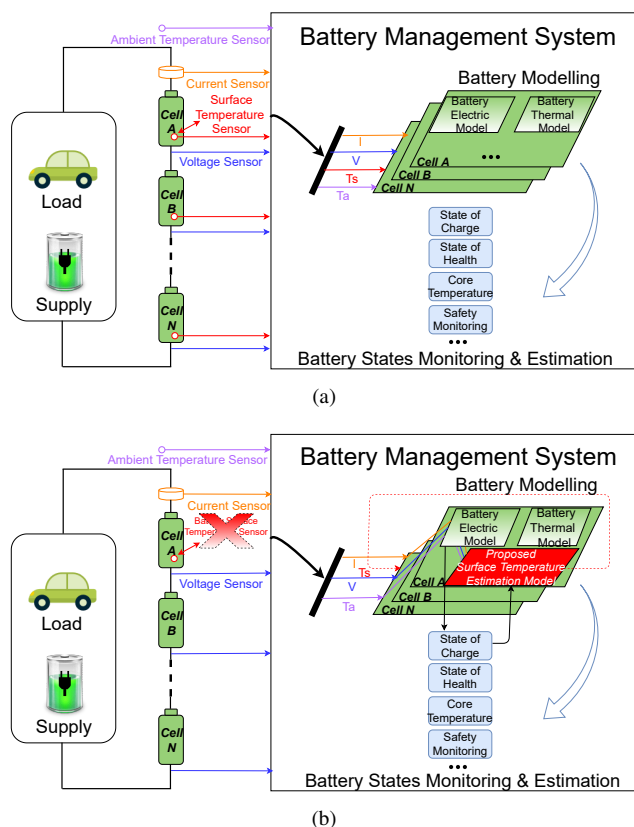 Battery Management System
Ambient Temperature Sensor
Current Sensor
Battery Modelling
Surface
Temperature
Sensor
Cell
A
Battery
Electric
Model
Battery
Thermal
Model
I
V
Ts
Ta
Cell A
Cell B
Cell N
•••
Voltage Sensor
Load
Cell
B
Supply
State of
Charge
State of
Health
Core
Temperature
Safety
Monitoring
•••
Cell
N
Battery States Monitoring & Estimation
(a)
Battery Management System
Ambient Temperature Sensor
Current Sensor
Battery Modelling
Cell
A
Battery
Electric
Model
Battery
Thermal
Model
Proposed
Surface Temperature
Estimation Model
I
Ts
V
Ta
Cell A
Cell B
Cell N
Voltage Sensor
Load
Cell
B
Supply
State of
Charge
State of
Health
Core
Temperature
Safety
Monitoring
•••
Cell
N
Battery States Monitoring & Estimation
(b)